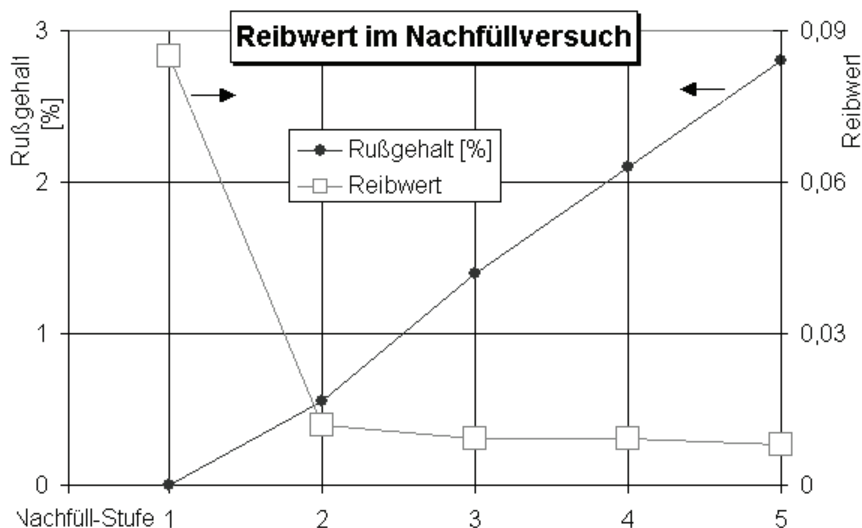 Reibwert im Nachfüllversuch
Rußgehalt
[%]
Reibwert
Rußgehalt [%]
Reibwert
3
2
1
0
0,09
0,06
0,03
0
Nachfüll-Stufe 1 2 3 4 5